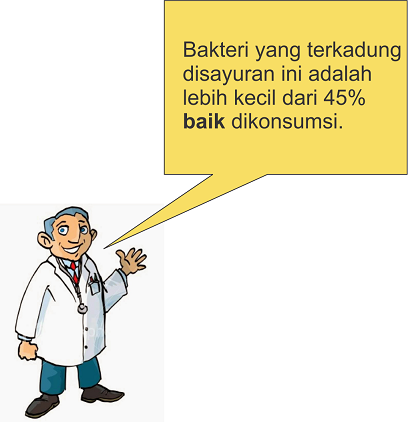 Bakteri yang terkadung
disayuran ini adalah
lebih kecil dari 45%
baik dikonsumsi.